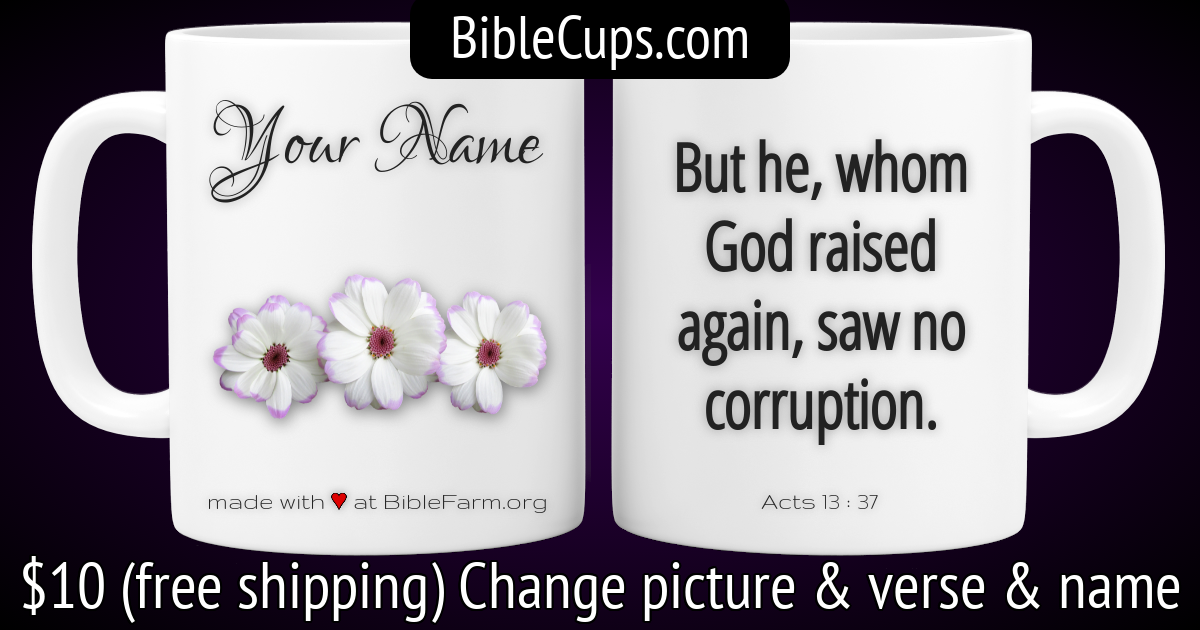 BibleCups.com
Your Name
made with ♥ at BibleFarm.org
But he, whom
God raised
again, saw no
corruption.
Acts 13 : 37
$10 (free shipping) Change picture & verse & name